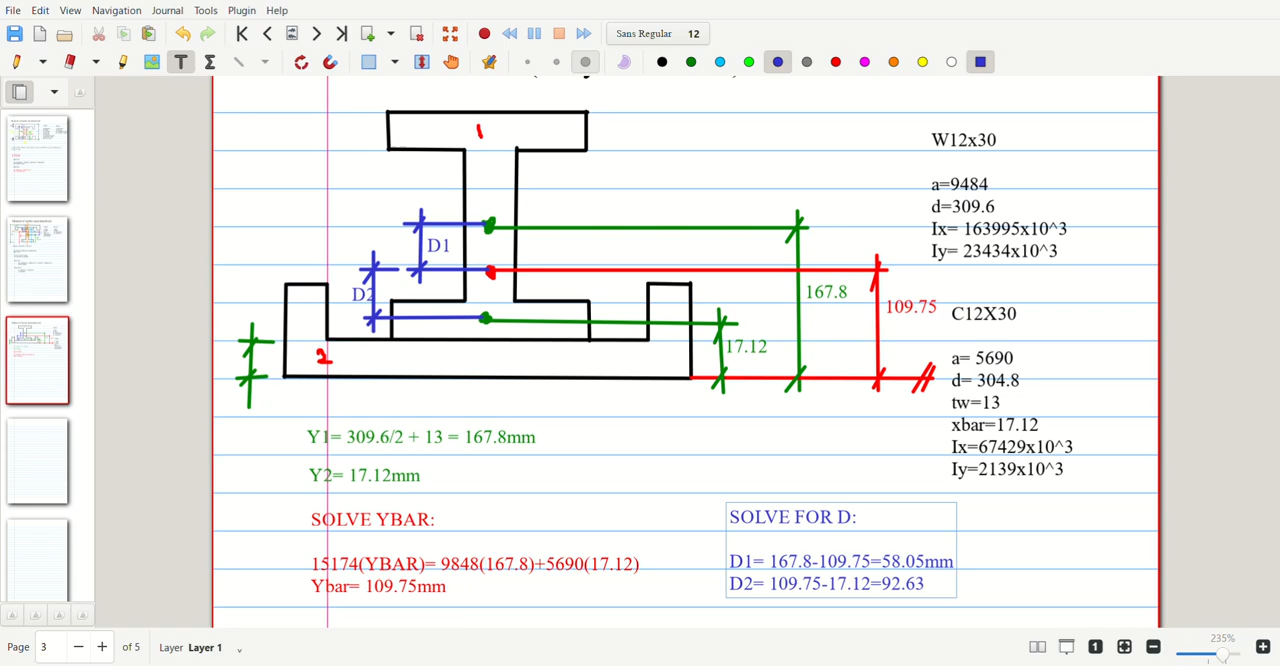 File Edit View Navigation Journal Tools Plugin Help
Sans Regular 12
T Σ
1
W12x30
a=9484
d=309.6
Ix= 163995x10^3
Iy= 23434x10^3
D1
D2
167.8
109.75
17.12
2
C12X30
a= 5690
d= 304.8
tw=13
xbar=17.12
Ix=67429x10^3
Iy=2139x10^3
Y1= 309.6/2 + 13 = 167.8mm
Y2= 17.12mm
SOLVE YBAR:
15174(YBAR)= 9848(167.8)+5690(17.12)
Ybar= 109.75mm
SOLVE FOR D:
D1= 167.8-109.75=58.05mm
D2= 109.75-17.12=92.63
Page 3 of 5 Layer Layer 1
1
235%